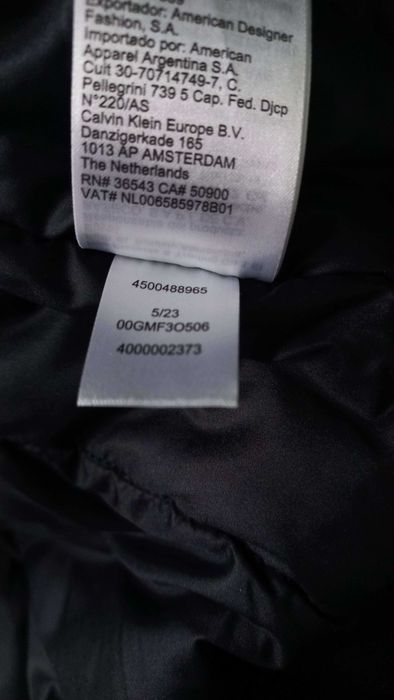 Exportador: American Designer
Fashion, S.A.
Importado por: American
Apparel Argentina S.A.
Cuit 30-70714749-7, C.
Pellegrini 739 5 Cap. Fed. Djcp
N°220/AS
Calvin Klein Europe B.V.
Danzigerkade 165
1013 AP AMSTERDAM
The Netherlands
RN# 36543 CA# 50900
VAT# NL006585978B01
4500488965
5/23
00GMF3O506
4000002373